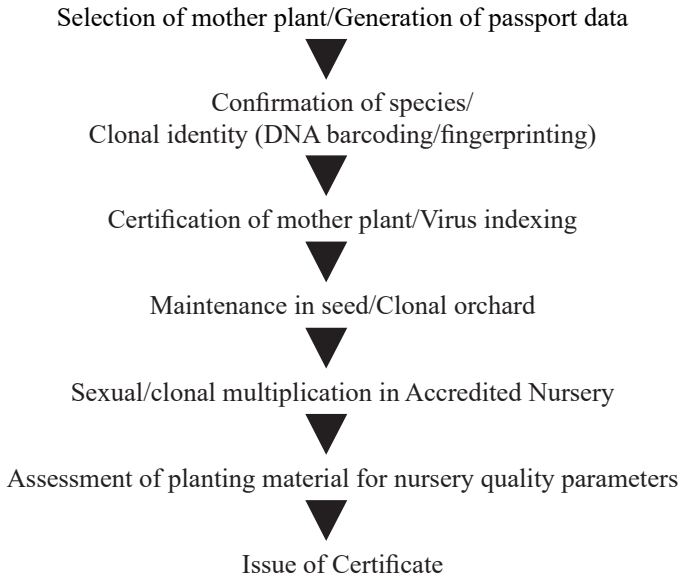 Selection of mother plant/Generation of passport data
Confirmation of species/
Clonal identity (DNA barcoding/fingerprinting)
Certification of mother plant/Virus indexing
Maintenance in seed/Clonal orchard
Sexual/clonal multiplication in Accredited Nursery
Assessment of planting material for nursery quality parameters
Issue of Certificate